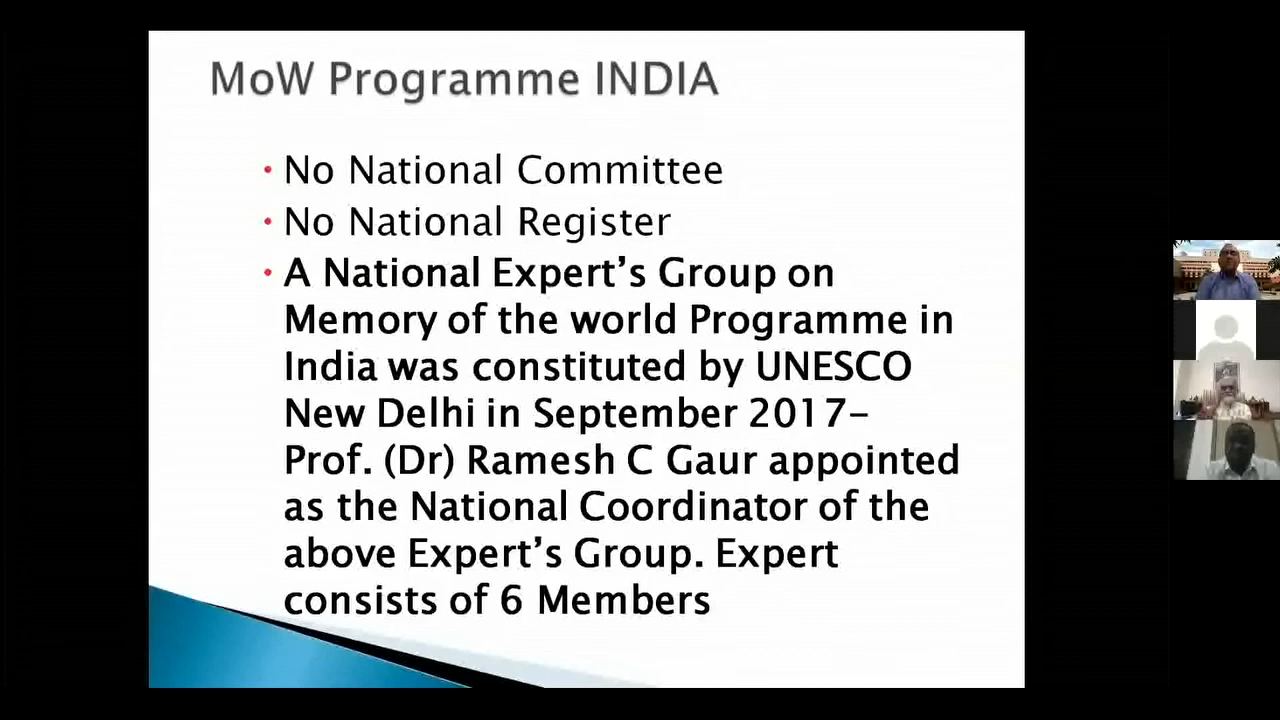 MoW Programme INDIA
• No National Committee
• No National Register
• A National Expert’s Group on
Memory of the world Programme in
India was constituted by UNESCO
New Delhi in September 2017–
Prof. (Dr) Ramesh C Gaur appointed
as the National Coordinator of the
above Expert’s Group. Expert
consists of 6 Members